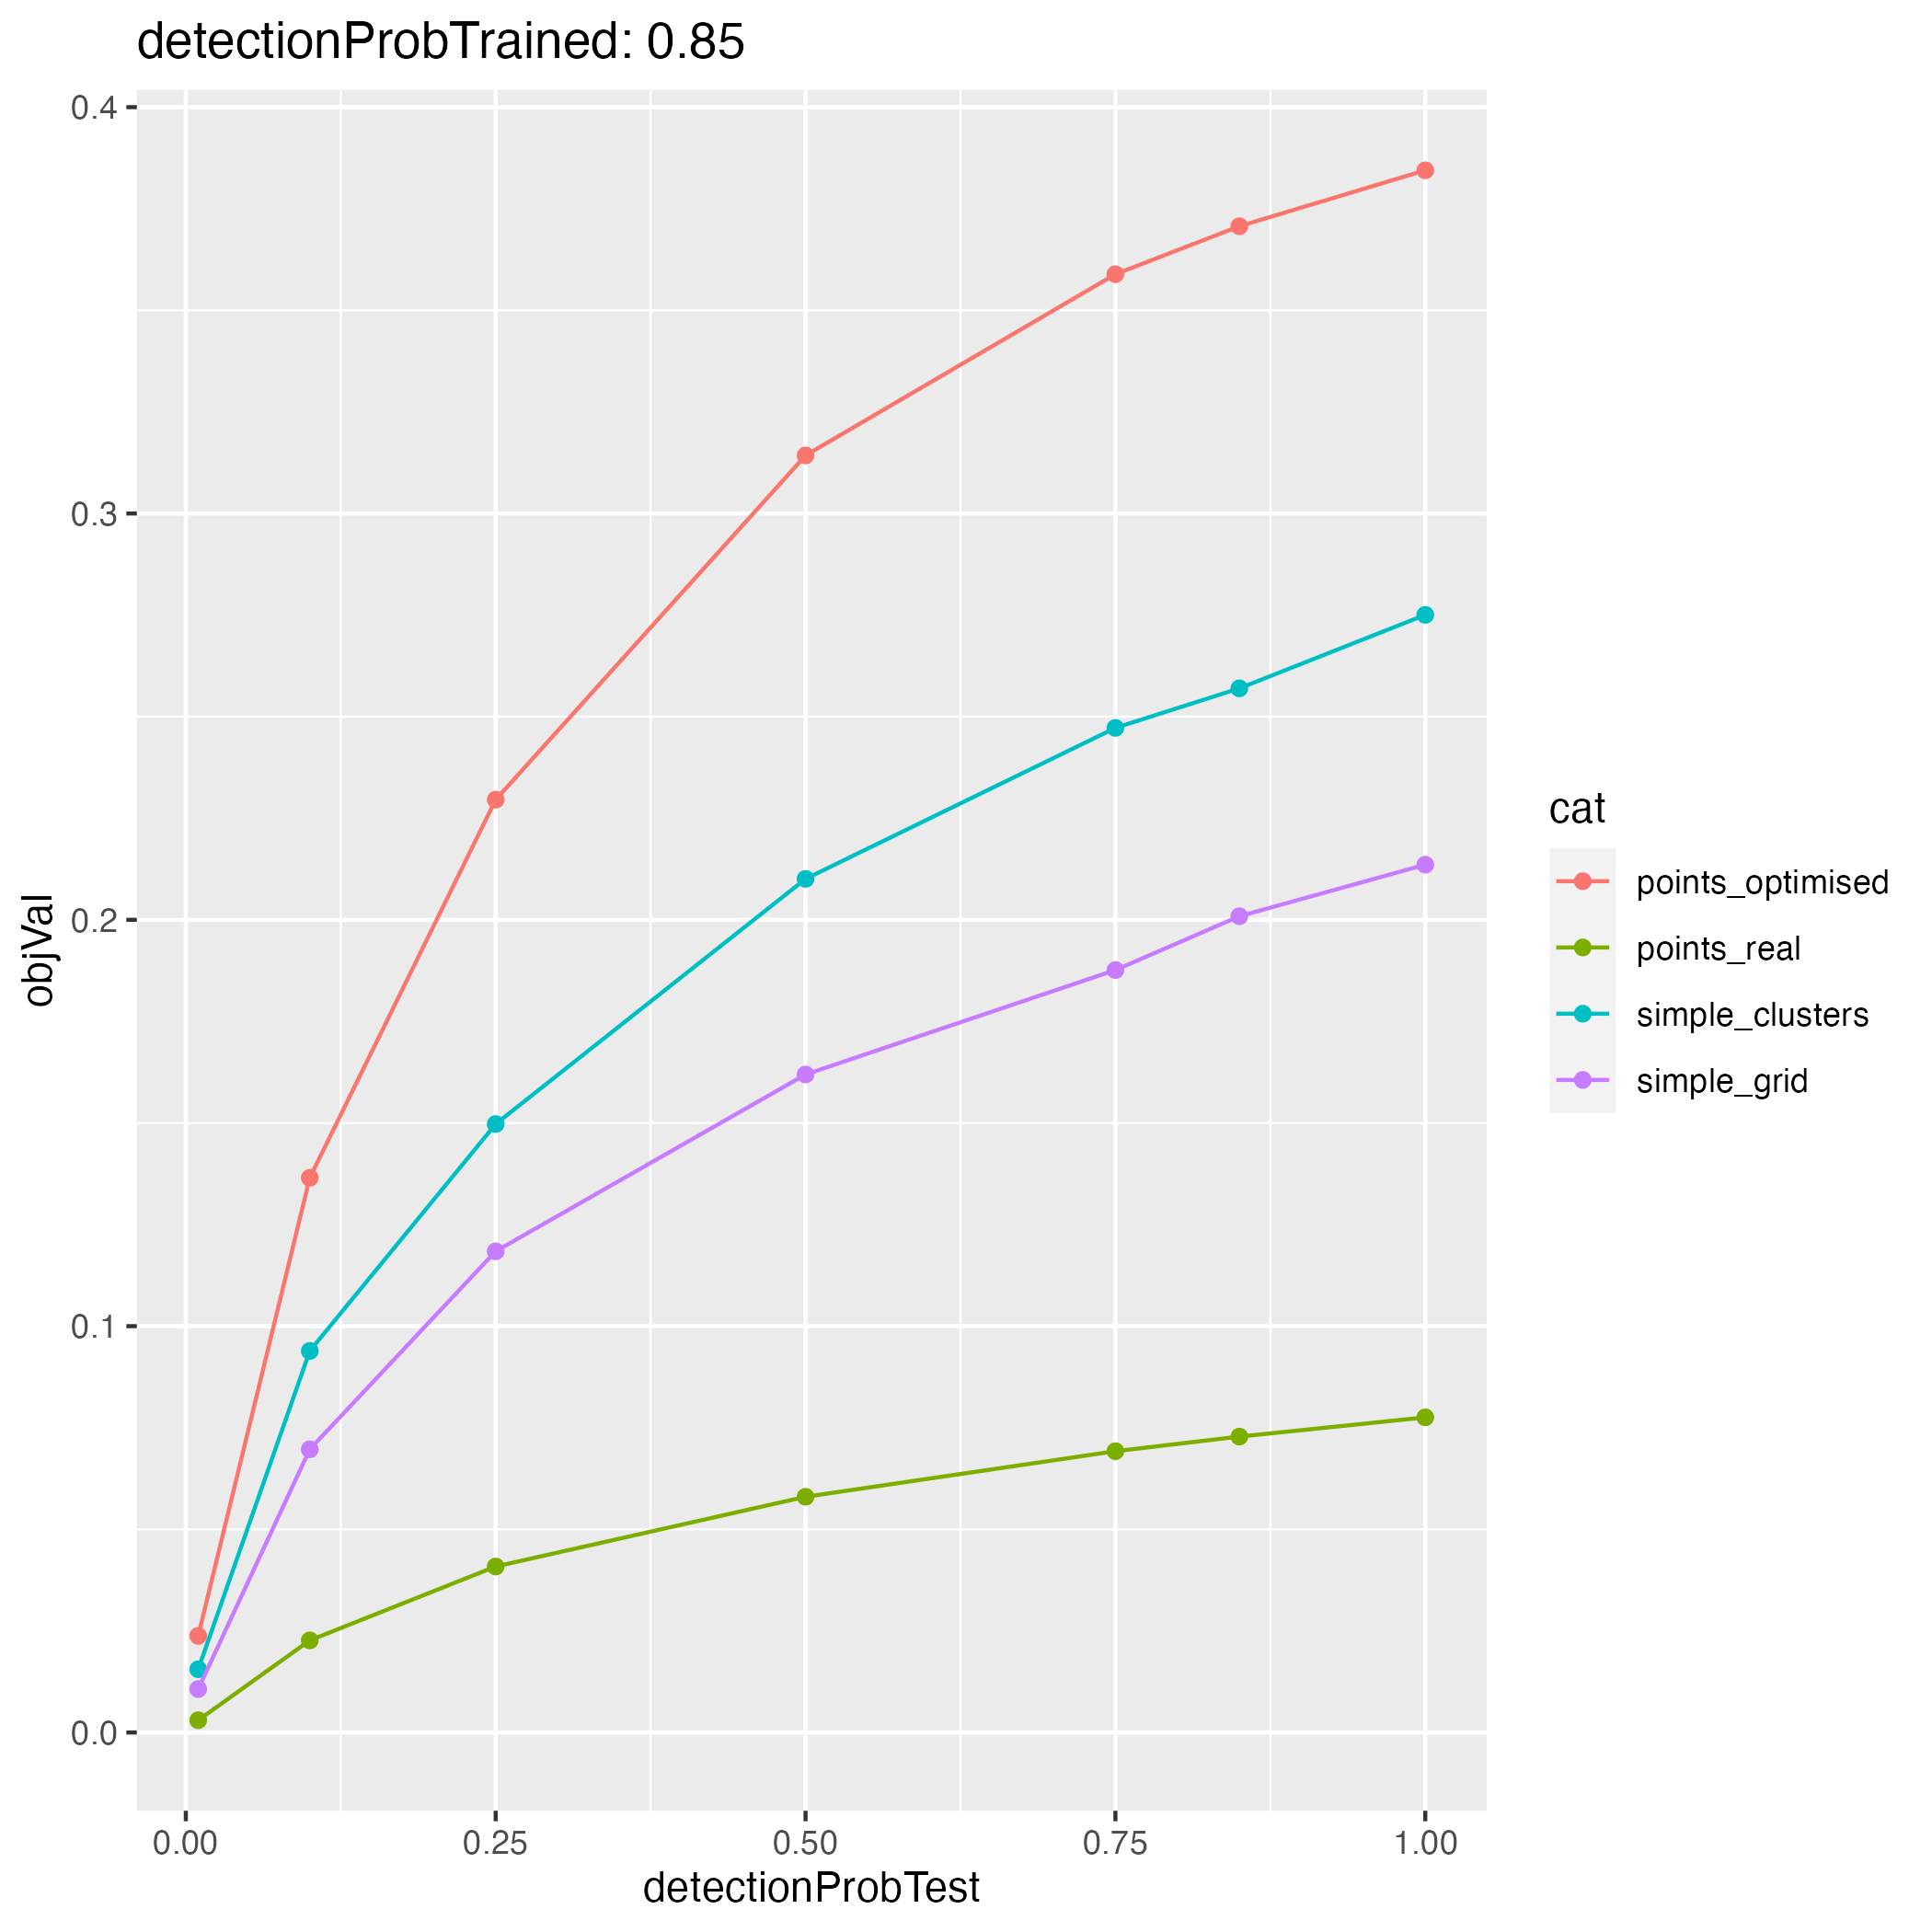 detectionProbTrained: 0.85
0.4
0.3
0.2
0.1
0.0
objVal
0.00 0.25 0.50 0.75 1.00
detectionProbTest
cat
points_optimised
points_real
simple_clusters
simple_grid